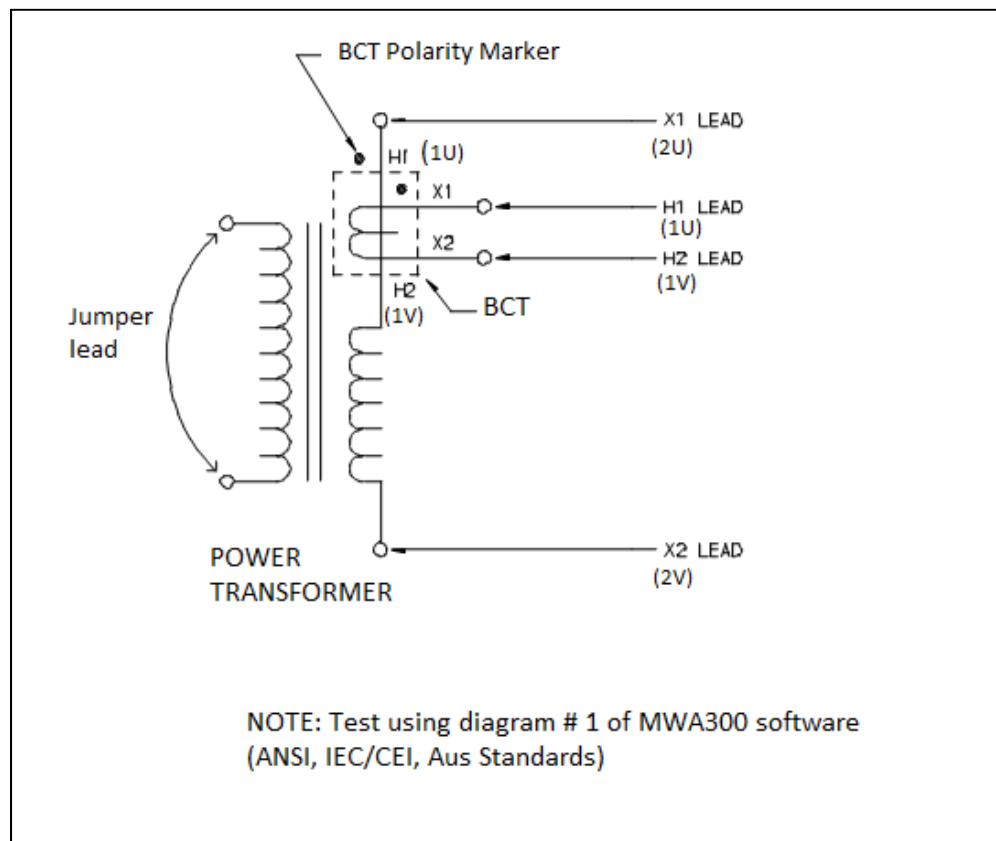 BCT Polarity Marker
X1 LEAD
(2U)
H1 (1U)
X1
H1 LEAD
(1U)
X2
H2 LEAD
(1V)
H2
(1V)
BCT
Jumper
lead
X2 LEAD
(2V)
POWER
TRANSFORMER
NOTE: Test using diagram # 1 of MWA300 software
(ANSI, IEC/CEI, Aus Standards)